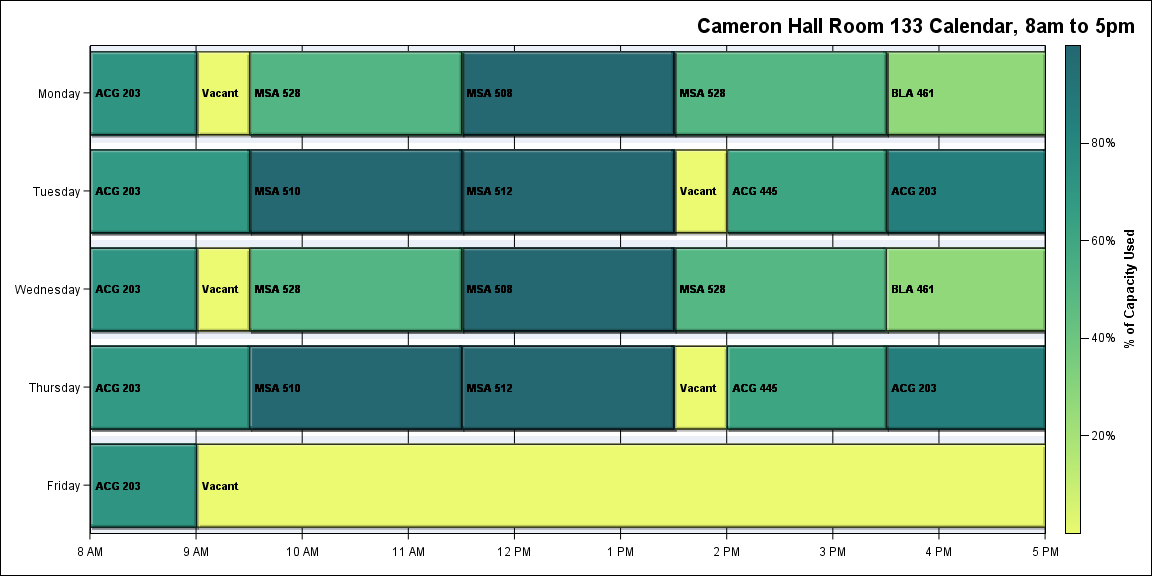 Cameron Hall Room 133 Calendar, 8am to 5pm
Monday
ACG 203
Vacant
MSA 528
MSA 508
MSA 528
BLA 461
Tuesday
ACG 203
MSA 510
MSA 512
Vacant
ACG 445
ACG 203
Wednesday
ACG 203
Vacant
MSA 528
MSA 508
MSA 528
BLA 461
Thursday
ACG 203
MSA 510
MSA 512
Vacant
ACG 445
ACG 203
Friday
ACG 203
Vacant
8 AM
9 AM
10 AM
11 AM
12 PM
1 PM
2 PM
3 PM
4 PM
5 PM
80%
60%
40%
20%
% of Capacity Used